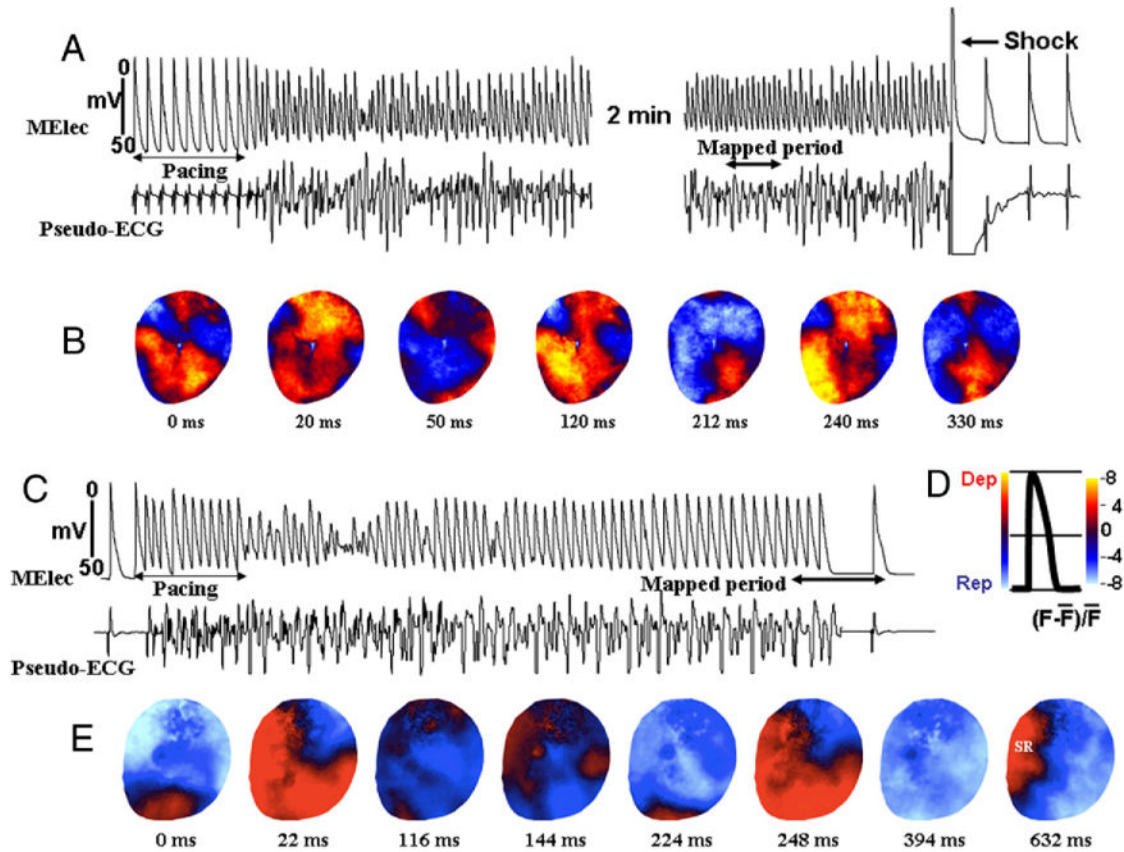 A
0
mV
50
MElec
Pacing
Pseudo-ECG
2 min
Mapped period
Shock
B
0 ms
20 ms
50 ms
120 ms
212 ms
240 ms
330 ms
C
0
mV
50
MElec
Pacing
Mapped period
Pseudo-ECG
D
Dep
Rep
-8
- 4
0
-4
-8
(F-F̅)/F̅
E
SR
0 ms
22 ms
116 ms
144 ms
224 ms
248 ms
394 ms
632 ms